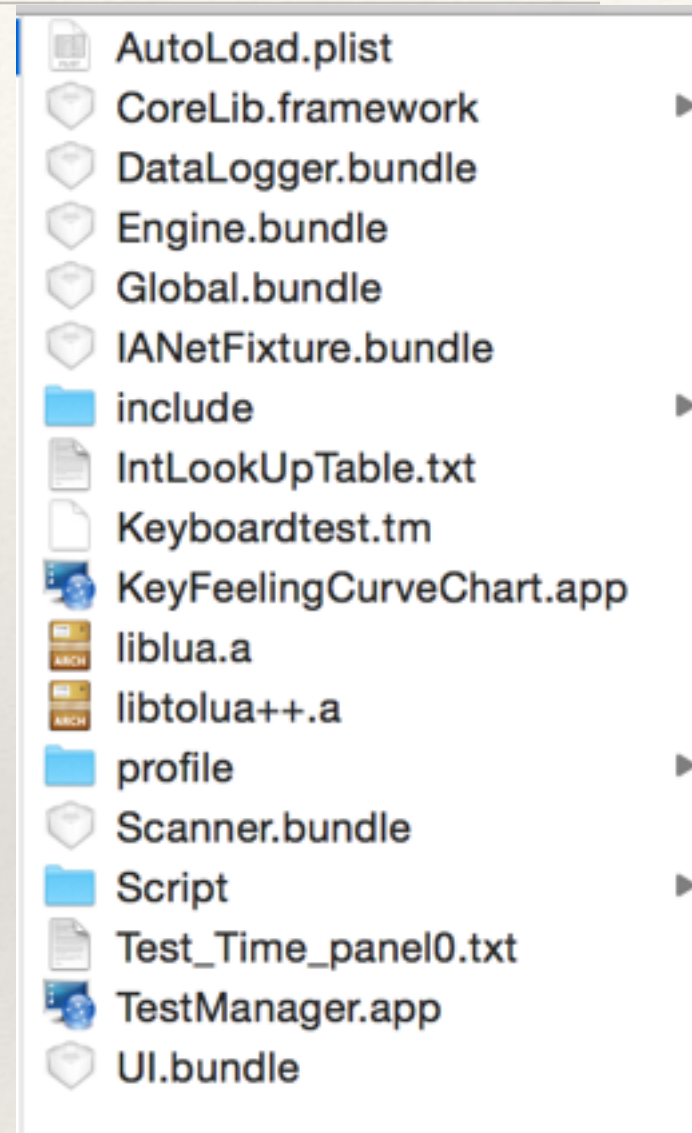 AutoLoad.plist
CoreLib.framework
DataLogger.bundle
Engine.bundle
Global.bundle
IANetFixture.bundle
include
IntLookUpTable.txt
Keyboardtest.tm
KeyFeelingCurveChart.app
liblua.a
libtolua++.a
profile
Scanner.bundle
Script
Test_Time_panel0.txt
TestManager.app
UI.bundle